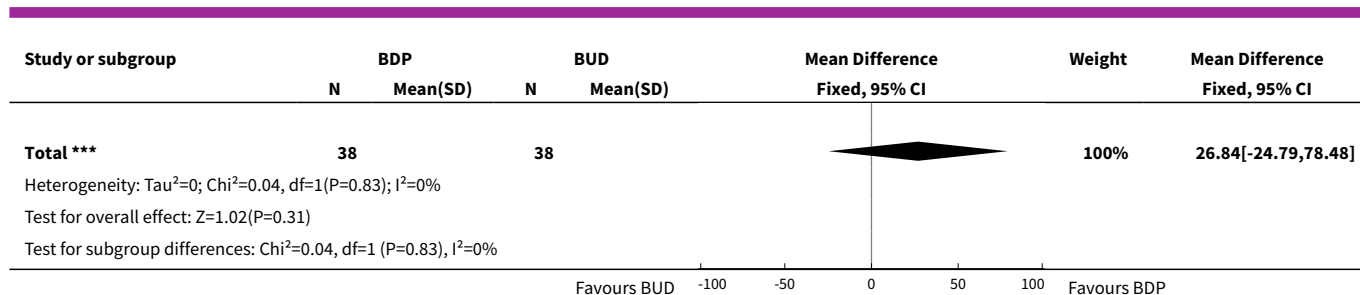 Study or subgroup BDP BUD Mean Difference Weight Mean Difference
N Mean(SD) N Mean(SD) Fixed, 95% CI Fixed, 95% CI
Total *** 38 38 100% 26.84[-24.79,78.48]
Heterogeneity: Tau²=0; Chi²=0.04, df=1(P=0.83); I²=0%
Test for overall effect: Z=1.02(P=0.31)
Test for subgroup differences: Chi²=0.04, df=1 (P=0.83), I²=0%
Favours BUD -100 -50 0 50 100 Favours BDP